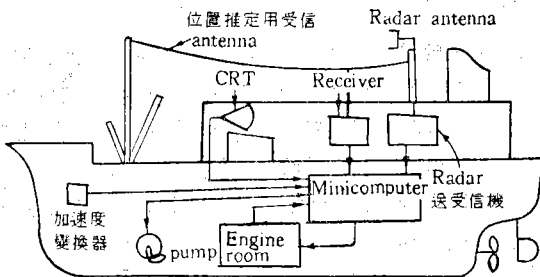 位置推定用受信
antenna
Radar antenna
CRT
Receiver
Minicomputer
Radar
送受信機
加速度
變換器
pump
Engine
room